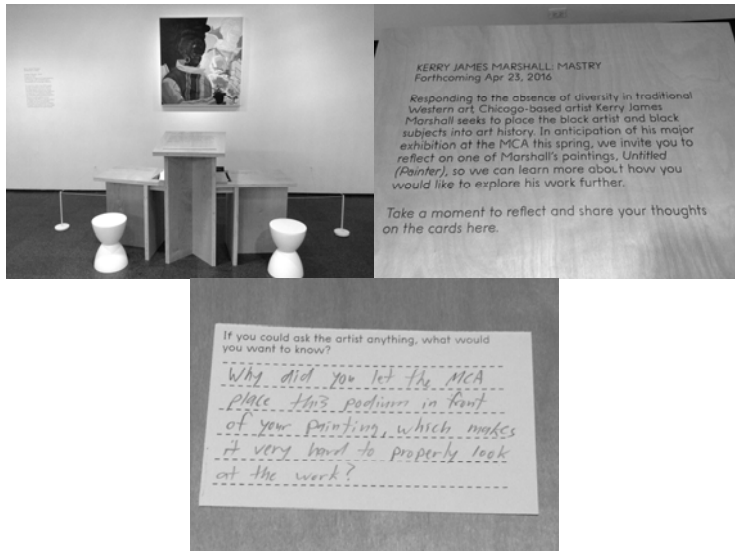 KERRY JAMES MARSHALL: MASTRY
Forthcoming Apr 23, 2016
Responding to the absence of diversity in traditional
Western art, Chicago-based artist Kerry James
Marshall seeks to place the black artist and black
subjects into art history. In anticipation of his major
exhibition at the MCA this spring, we invite you to
reflect on one of Marshall's paintings, Untitled
(Painter), so we can learn more about how you
would like to explore his work further.
Take a moment to reflect and share your thoughts
on the cards here.
If you could ask the artist anything, what would
you want to know?
Why did you let the MCA
place this podium in front
of your painting, which makes
it very hard to properly look
at the work?